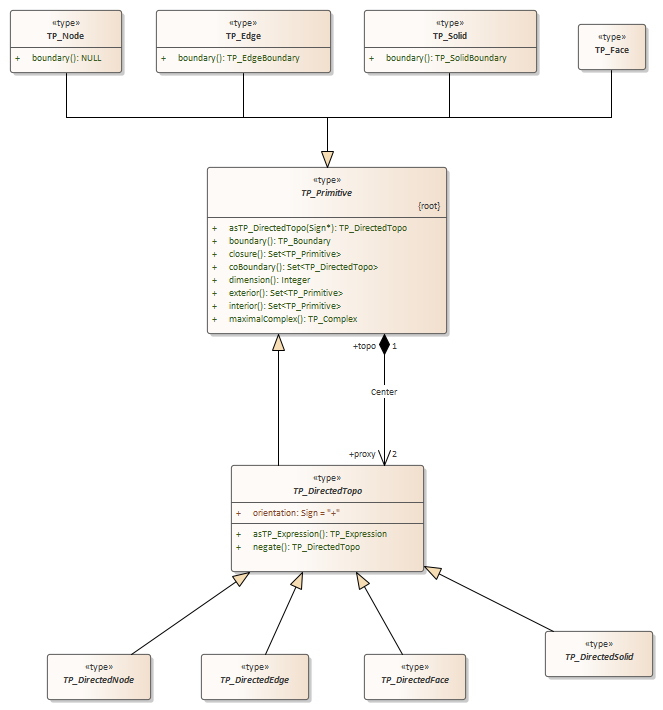 «type»
TP_Node
+ boundary(): NULL
«type»
TP_Edge
+ boundary(): TP_EdgeBoundary
«type»
TP_Solid
+ boundary(): TP_SolidBoundary
«type»
TP_Face
«type»
TP_Primitive
{root}
+ asTP_DirectedTopo(Sign*): TP_DirectedTopo
+ boundary(): TP_Boundary
+ closure(): Set<TP_Primitive>
+ coBoundary(): Set<TP_DirectedTopo>
+ dimension(): Integer
+ exterior(): Set<TP_Primitive>
+ interior(): Set<TP_Primitive>
+ maximalComplex(): TP_Complex
+topo 1
Center
+proxy 2
«type»
TP_DirectedTopo
+ orientation: Sign = "+"
+ asTP_Expression(): TP_Expression
+ negate(): TP_DirectedTopo
«type»
TP_DirectedNode
«type»
TP_DirectedEdge
«type»
TP_DirectedFace
«type»
TP_DirectedSolid